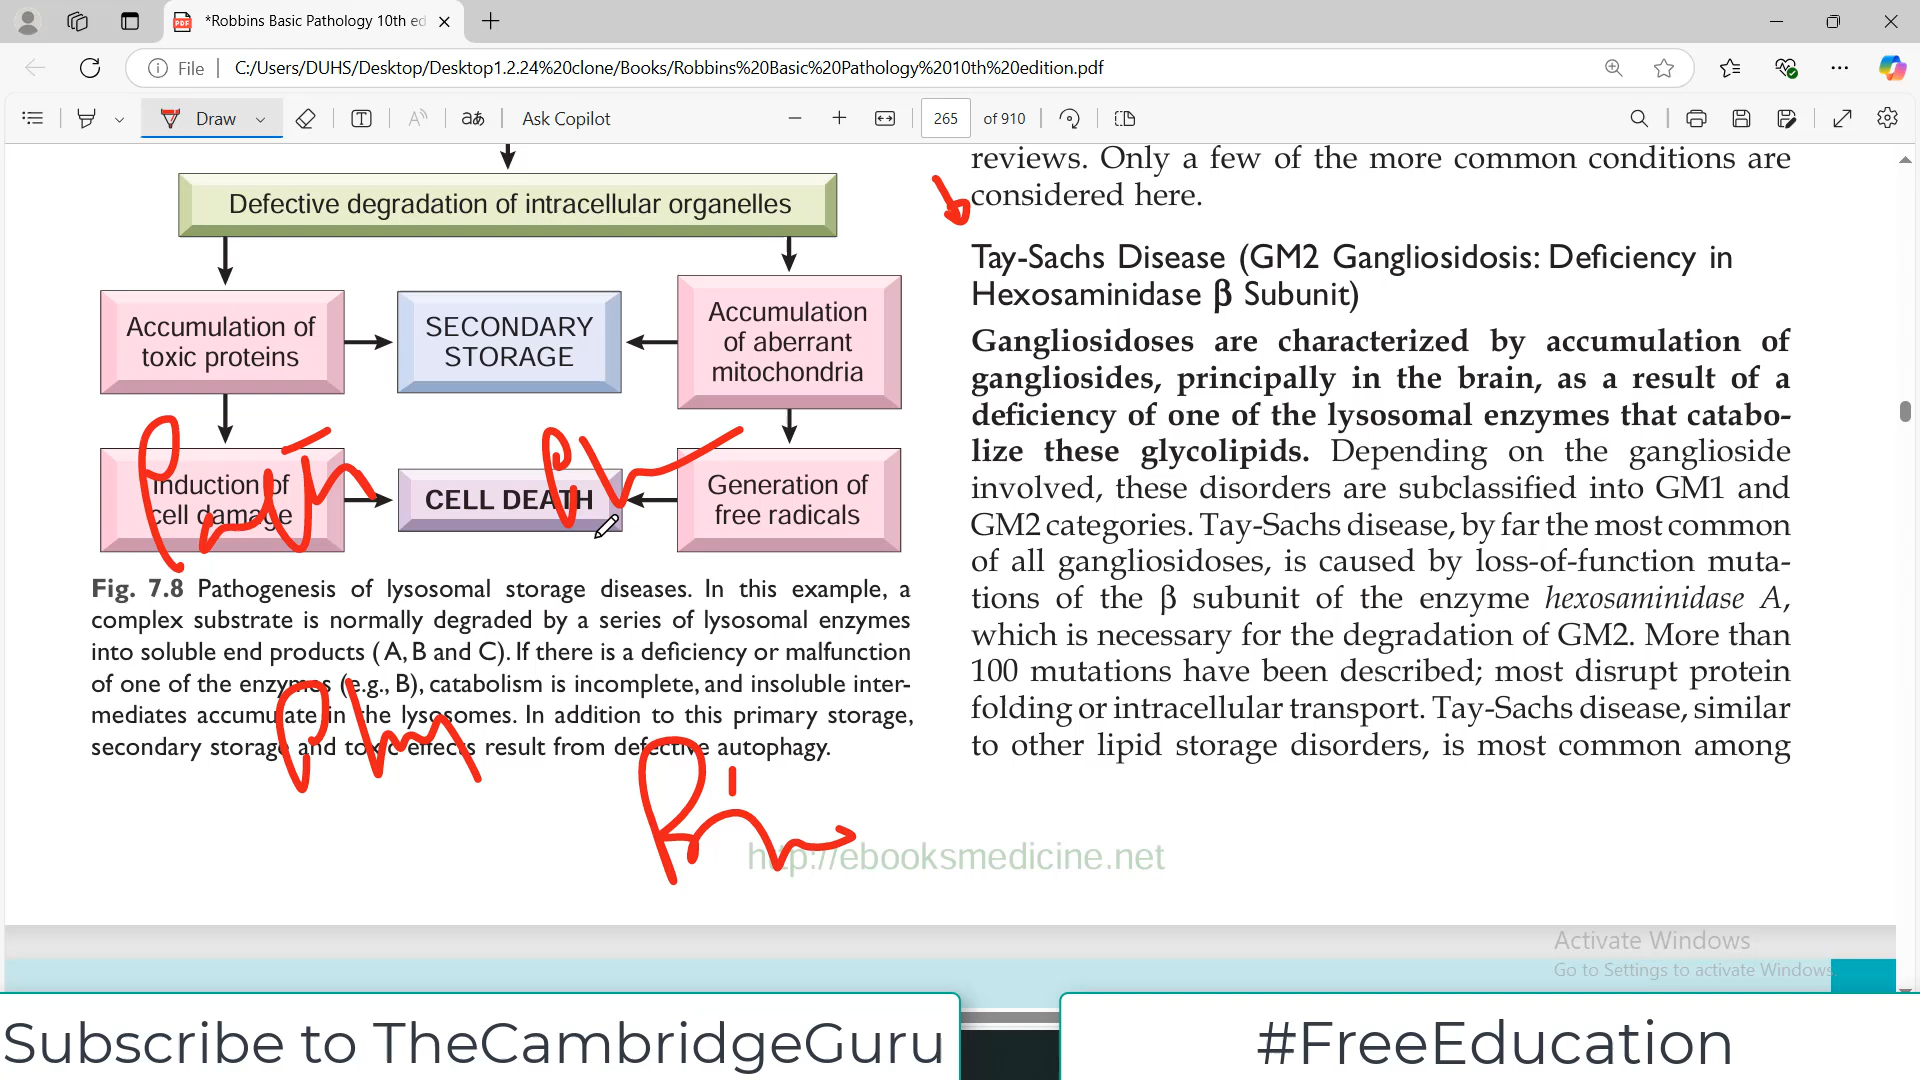 *Robbins Basic Pathology 10th ed
File
C:/Users/DUHS/Desktop/Desktop1.2.24%20clone/Books/Robbins%20Basic%20Pathology%2010th%20edition.pdf
Draw
Ask Copilot
265 of 910
Defective degradation of intracellular organelles
Accumulation of
toxic proteins
SECONDARY
STORAGE
Accumulation
of aberrant
mitochondria
Induction of
cell damage
CELL DEATH
Generation of
free radicals
Fig. 7.8 Pathogenesis of lysosomal storage diseases. In this example, a
complex substrate is normally degraded by a series of lysosomal enzymes
into soluble end products ( A, B and C). If there is a deficiency or malfunction
of one of the enzymes (e.g., B), catabolism is incomplete, and insoluble inter-
mediates accumulate in the lysosomes. In addition to this primary storage,
secondary storage and toxic effects result from defective autophagy.
reviews. Only a few of the more common conditions are
considered here.
Tay-Sachs Disease (GM2 Gangliosidosis: Deficiency in
Hexosaminidase β Subunit)
Gangliosidoses are characterized by accumulation of
gangliosides, principally in the brain, as a result of a
deficiency of one of the lysosomal enzymes that catabo-
lize these glycolipids. Depending on the ganglioside
involved, these disorders are subclassified into GM1 and
GM2 categories. Tay-Sachs disease, by far the most common
of all gangliosidoses, is caused by loss-of-function muta-
tions of the β subunit of the enzyme hexosaminidase A,
which is necessary for the degradation of GM2. More than
100 mutations have been described; most disrupt protein
folding or intracellular transport. Tay-Sachs disease, similar
to other lipid storage disorders, is most common among
http://ebooksmedicine.net
Activate Windows
Go to Settings to activate Windows.
Subscribe to TheCambridgeGuru
#FreeEducation